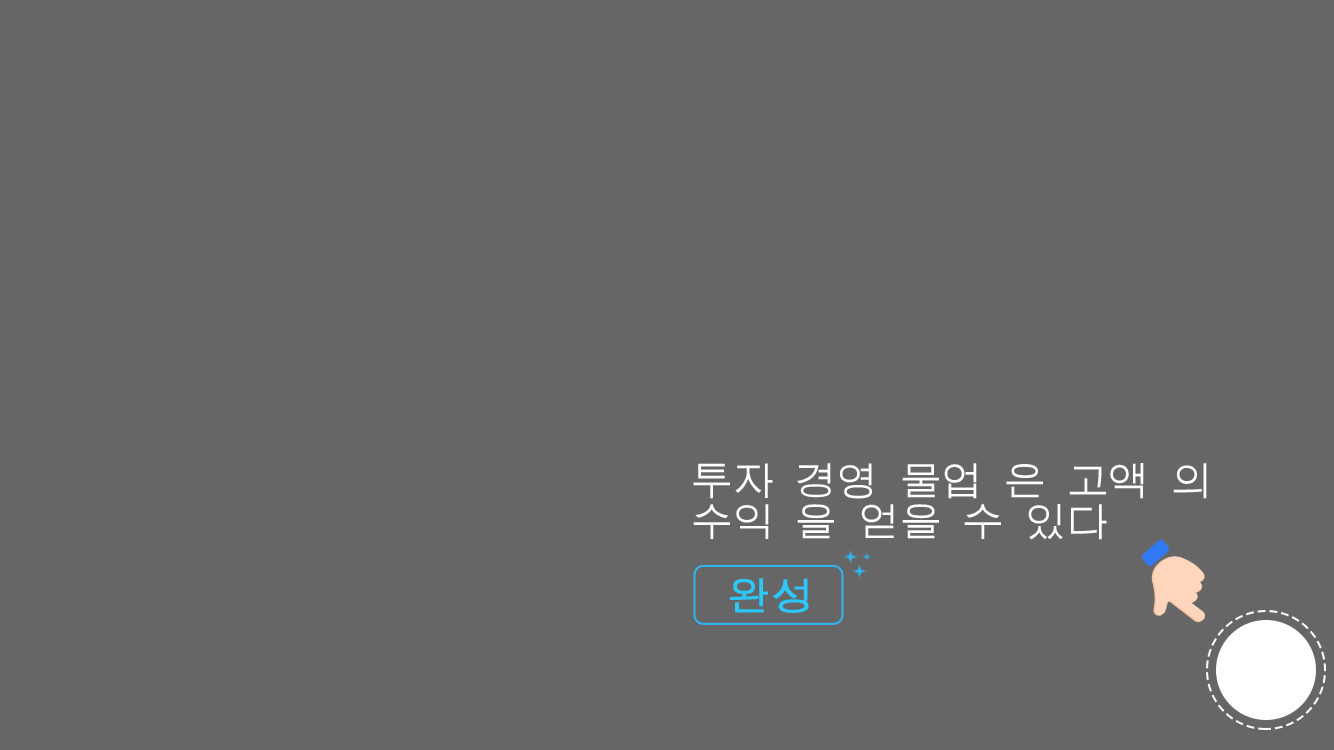 투자 경영 물업 은 고액 의
수익 을 얻을 수 있다
완성